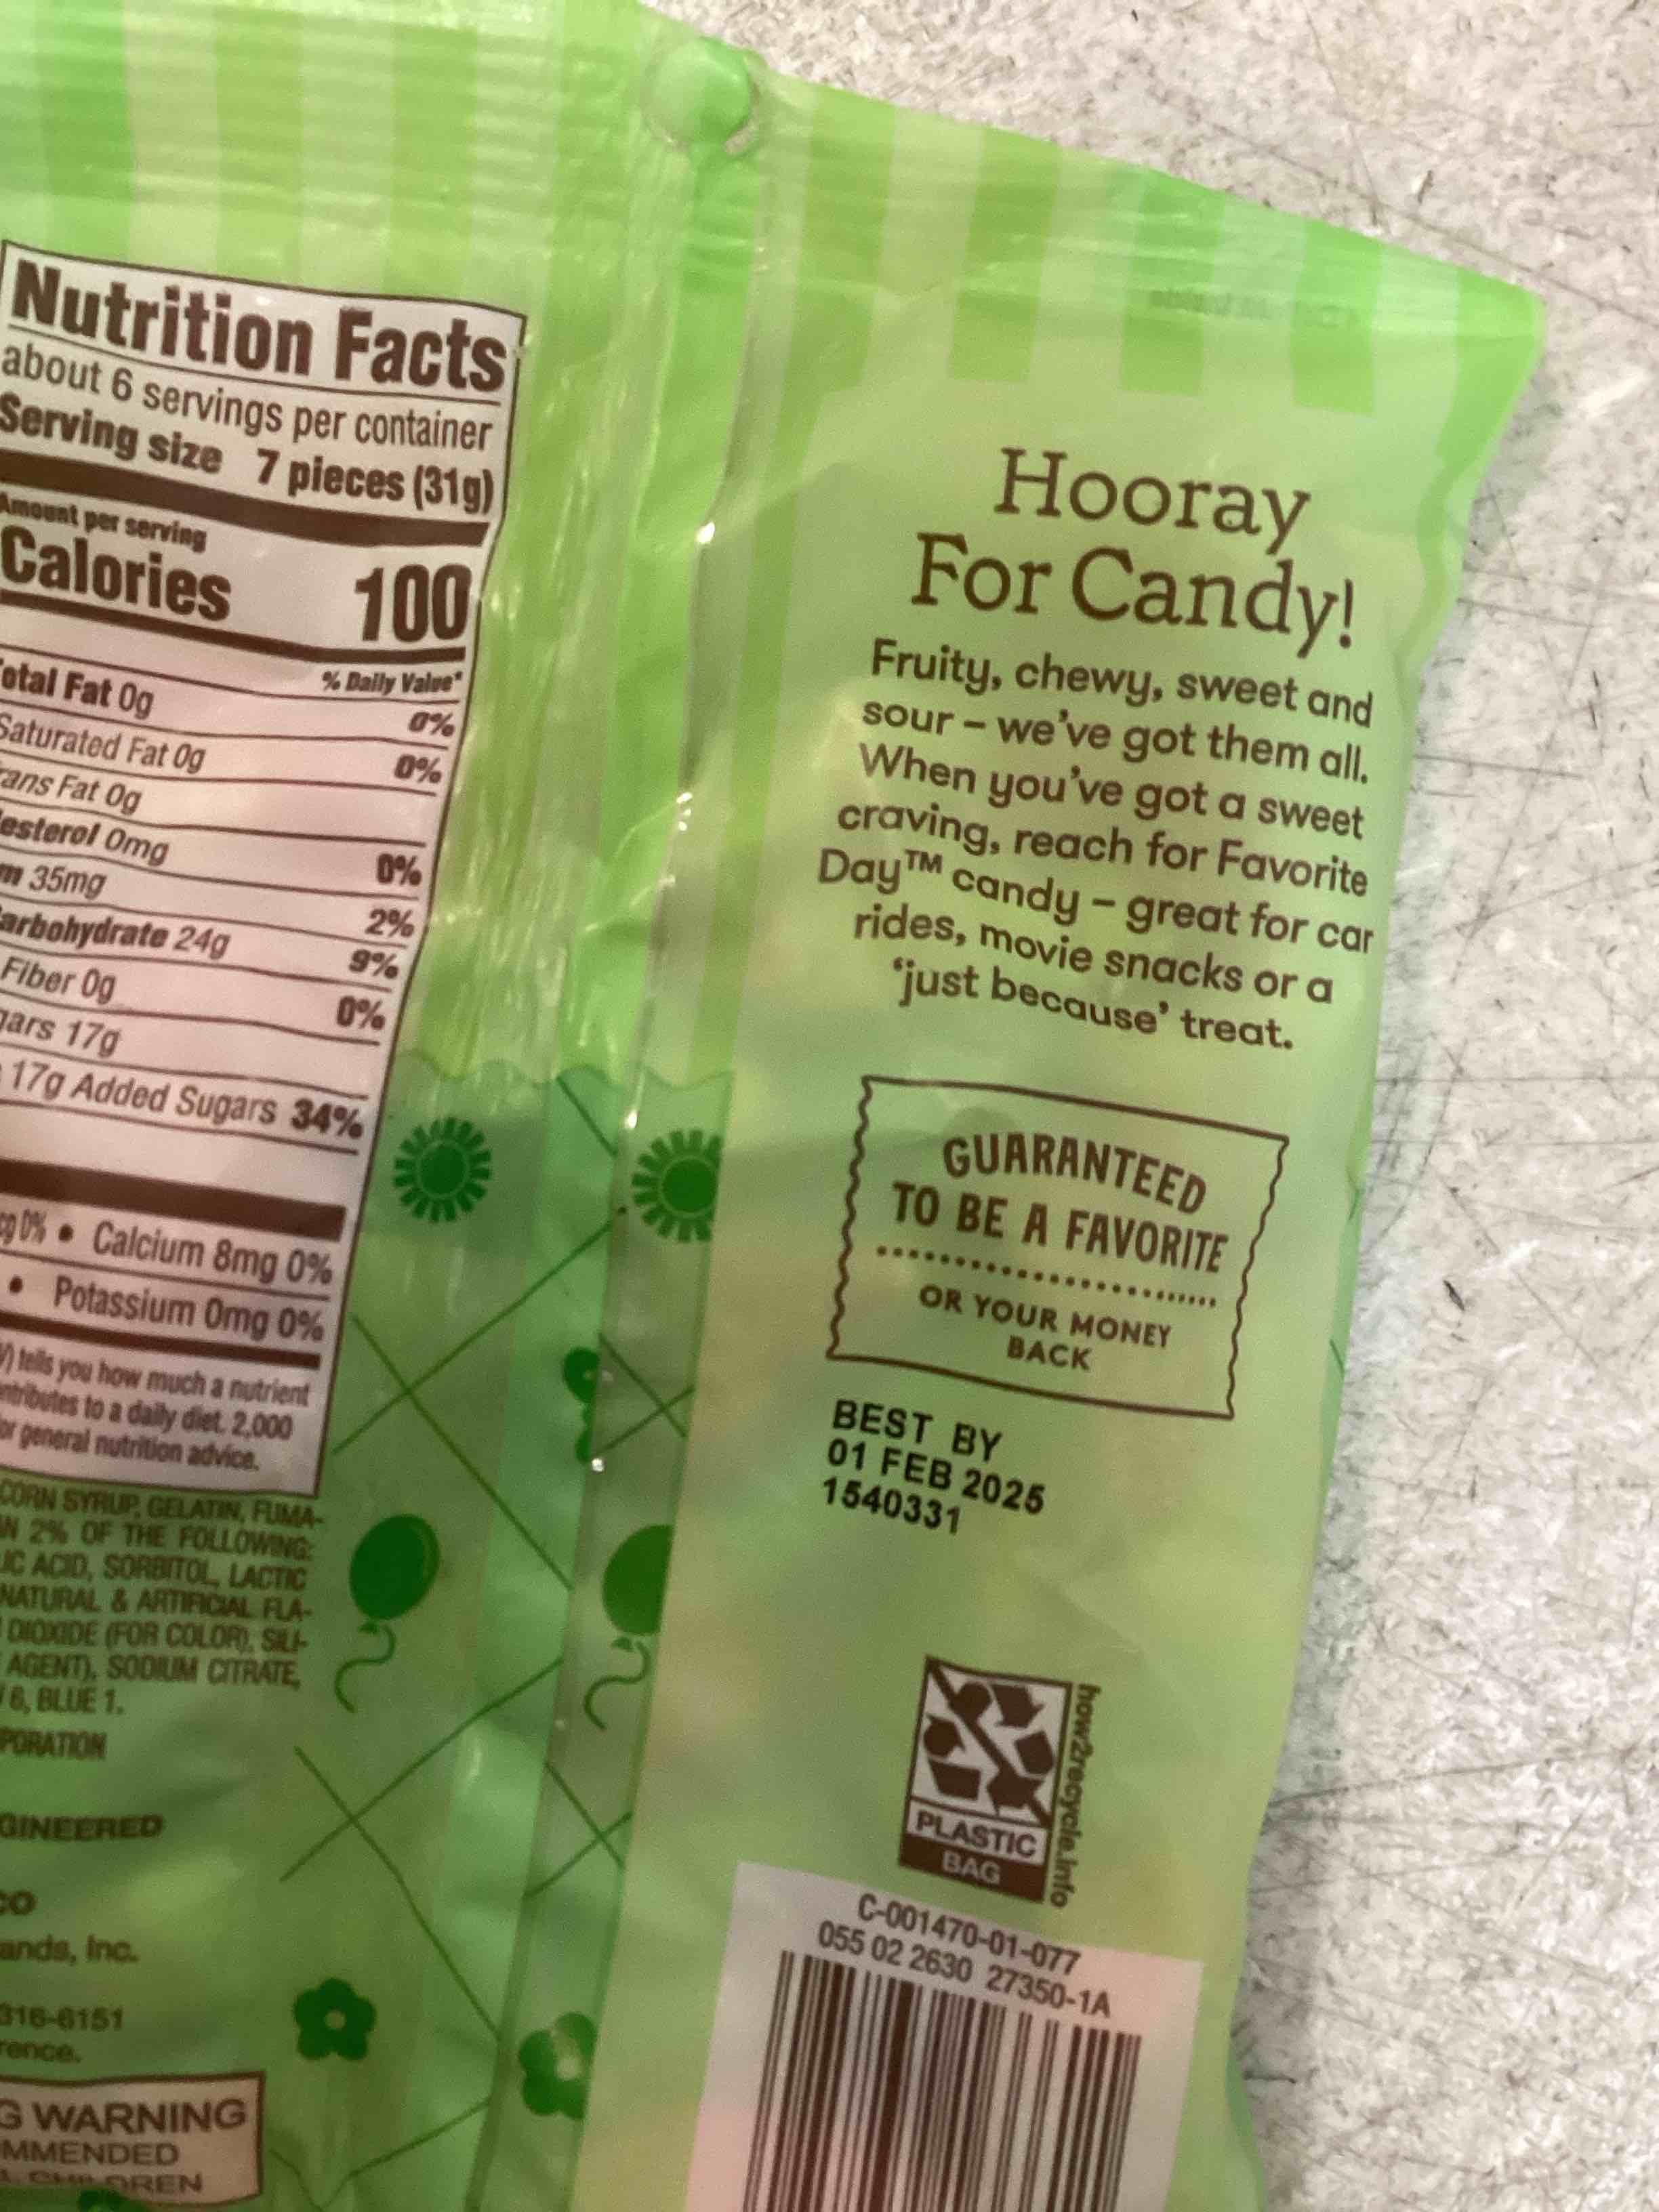 Nutrition Facts
about 6 servings per container
Serving size 7 pieces (31g)
Amount per serving
Calories 100
% Daily Value*
otal Fat 0g 0%
Saturated Fat 0g 0%
rans Fat 0g
esterol 0mg 0%
m 35mg 2%
arbohydrate 24g 9%
Fiber 0g 0%
gars 17g
17g Added Sugars 34%
cg 0% • Calcium 8mg 0%
• Potassium 0mg 0%
V) tells you how much a nutrient
ntributes to a daily diet. 2,000
or general nutrition advice.
CORN SYRUP, GELATIN, FUMA-
N 2% OF THE FOLLOWING:
IC ACID, SORBITOL, LACTIC
NATURAL & ARTIFICIAL FLA-
DIOXIDE (FOR COLOR), SILI-
AGENT), SODIUM CITRATE,
6, BLUE 1.
PORATION
GINEERED
CO
ands, Inc.
316-6151
rence.
G WARNING
MMENDED
CHILDREN
Hooray
For Candy!
Fruity, chewy, sweet and
sour – we've got them all.
When you've got a sweet
craving, reach for Favorite
Day™ candy – great for car
rides, movie snacks or a
‘just because’ treat.
GUARANTEED
TO BE A FAVORITE
OR YOUR MONEY
BACK
BEST BY
01 FEB 2025
1540331
how2recycle.info
PLASTIC
BAG
C-001470-01-077
055 02 2630 27350-1A